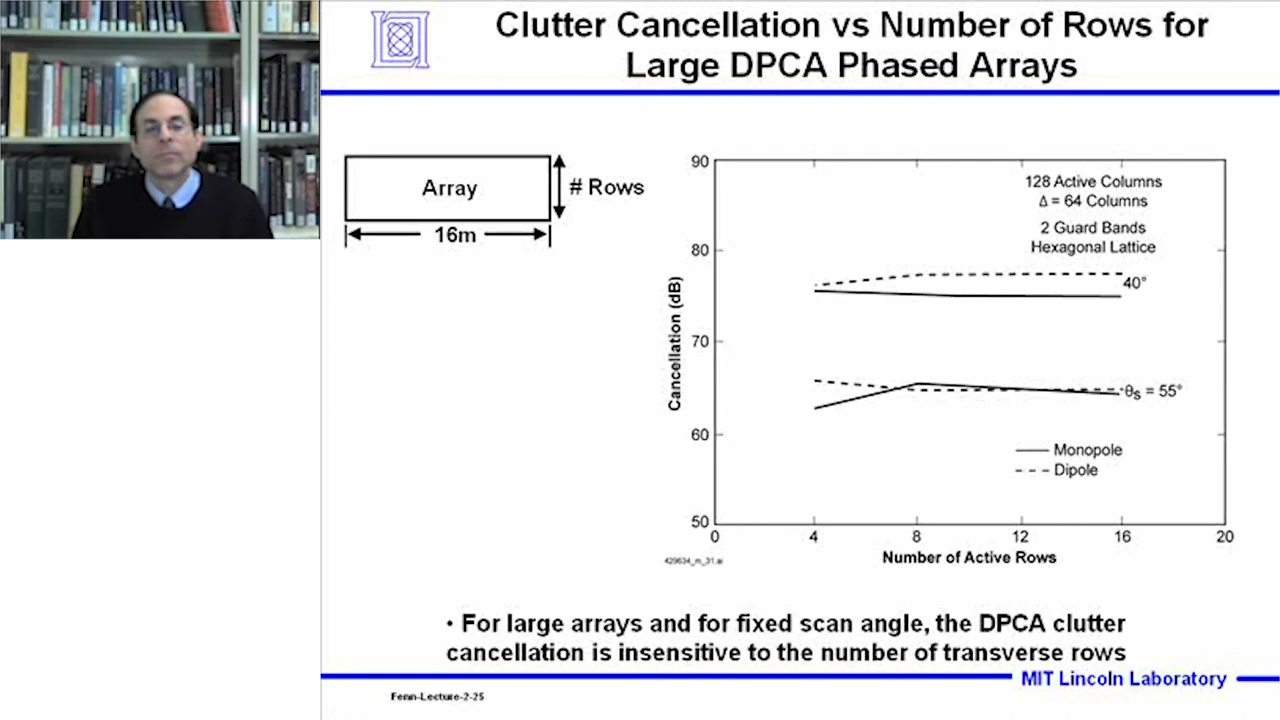 Clutter Cancellation vs Number of Rows for
Large DPCA Phased Arrays
Array
# Rows
16m
90
80
70
60
50
0
4
8
12
16
20
Cancellation (dB)
Number of Active Rows
128 Active Columns
Δ = 64 Columns
2 Guard Bands
Hexagonal Lattice
40°
θs = 55°
Monopole
Dipole
429634_m_31.ai
• For large arrays and for fixed scan angle, the DPCA clutter
cancellation is insensitive to the number of transverse rows
MIT Lincoln Laboratory
Fenn-Lecture-2-25